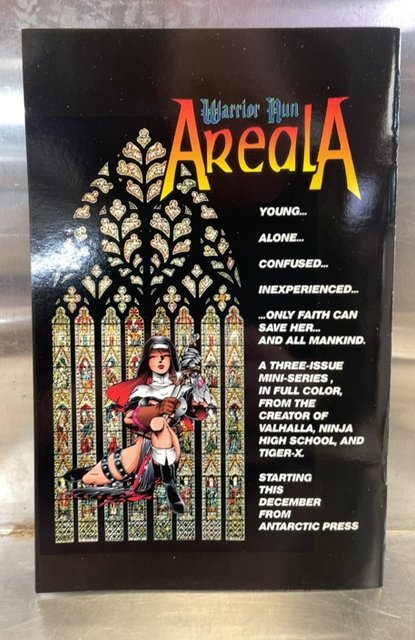 Warrior Nun
AREALA
YOUNG...
ALONE...
CONFUSED...
INEXPERIENCED...
...ONLY FAITH CAN
SAVE HER...
AND ALL MANKIND.
A THREE-ISSUE
MINI-SERIES ,
IN FULL COLOR,
FROM THE
CREATOR OF
VALHALLA, NINJA
HIGH SCHOOL, AND
TIGER-X.
STARTING
THIS
DECEMBER
FROM
ANTARCTIC PRESS